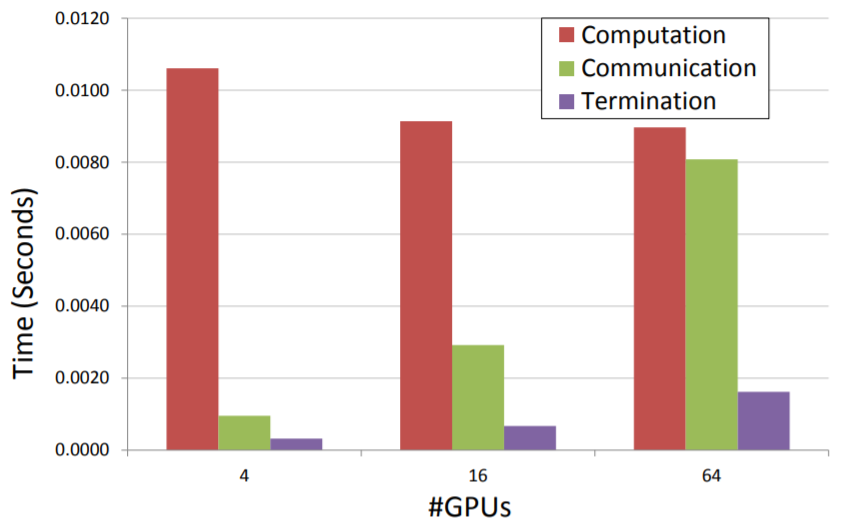 0.0120
0.0100
0.0080
0.0060
0.0040
0.0020
0.0000
Time (Seconds)
Computation
Communication
Termination
4
16
64
#GPUs